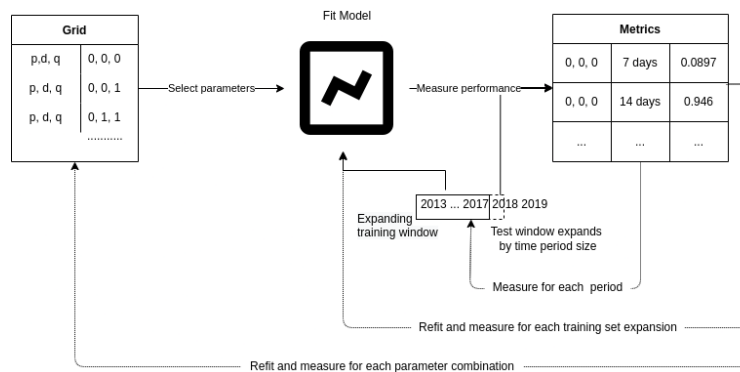 Fit Model
Grid
p,d, q 0, 0, 0
p, d, q 0, 0, 1
p, d, q 0, 1, 1
...........
Select parameters
Measure performance
Metrics
0, 0, 0 7 days 0.0897
0, 0, 0 14 days 0.946
... ... ...
2013 ... 2017 2018 2019
Expanding
training window
Test window expands
by time period size
Measure for each period
Refit and measure for each training set expansion
Refit and measure for each parameter combination